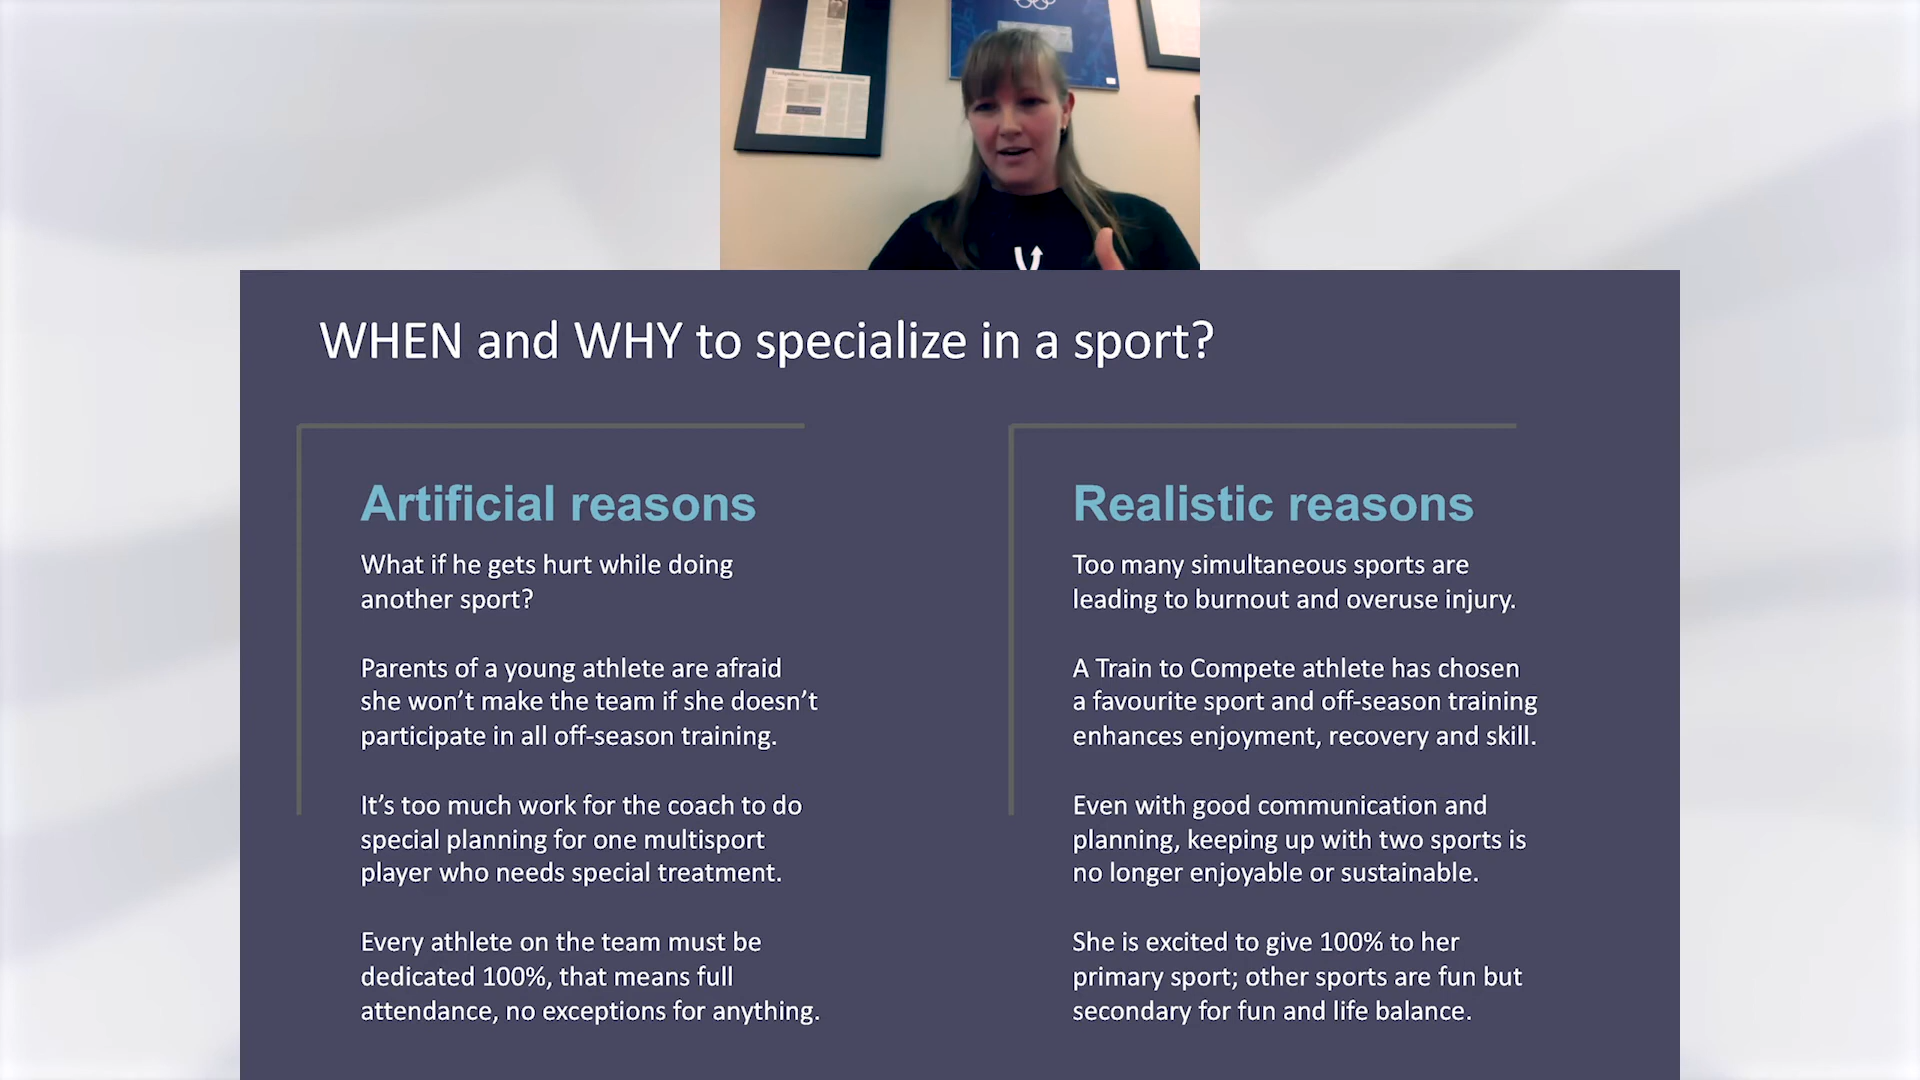 WHEN and WHY to specialize in a sport?
Artificial reasons
What if he gets hurt while doing
another sport?
Parents of a young athlete are afraid
she won’t make the team if she doesn’t
participate in all off-season training.
It’s too much work for the coach to do
special planning for one multisport
player who needs special treatment.
Every athlete on the team must be
dedicated 100%, that means full
attendance, no exceptions for anything.
Realistic reasons
Too many simultaneous sports are
leading to burnout and overuse injury.
A Train to Compete athlete has chosen
a favourite sport and off-season training
enhances enjoyment, recovery and skill.
Even with good communication and
planning, keeping up with two sports is
no longer enjoyable or sustainable.
She is excited to give 100% to her
primary sport; other sports are fun but
secondary for fun and life balance.